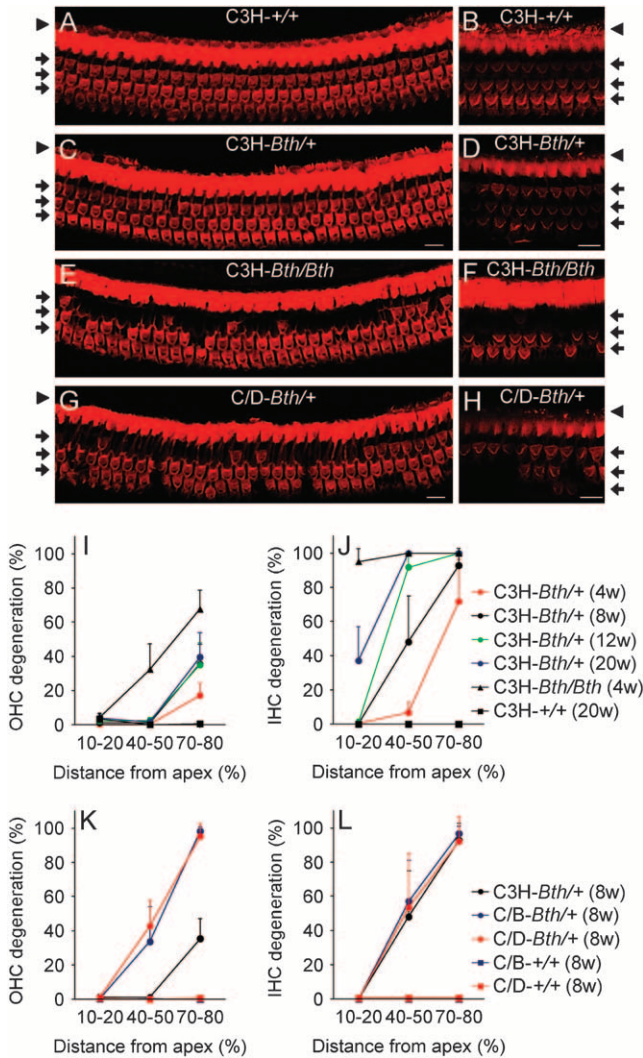 A C3H-+/+
B C3H-+/+
C C3H-Bth/+
D C3H-Bth/+
E C3H-Bth/Bth
F C3H-Bth/Bth
G C/D-Bth/+
H C/D-Bth/+
I
OHC degeneration (%)
100
80
60
40
20
0
10-20 40-50 70-80
Distance from apex (%)
J
IHC degeneration (%)
100
80
60
40
20
0
10-20 40-50 70-80
Distance from apex (%)
C3H-Bth/+ (4w)
C3H-Bth/+ (8w)
C3H-Bth/+ (12w)
C3H-Bth/+ (20w)
C3H-Bth/Bth (4w)
C3H-+/+ (20w)
K
OHC degeneration (%)
100
80
60
40
20
0
10-20 40-50 70-80
Distance from apex (%)
L
IHC degeneration (%)
100
80
60
40
20
0
10-20 40-50 70-80
Distance from apex (%)
C3H-Bth/+ (8w)
C/B-Bth/+ (8w)
C/D-Bth/+ (8w)
C/B-+/+ (8w)
C/D-+/+ (8w)